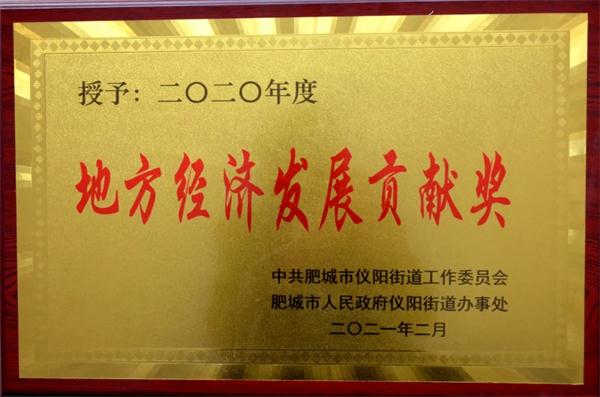 授予：二〇二〇年度
地方经济发展贡献奖
中共肥城市仪阳街道工作委员会
肥城市人民政府仪阳街道办事处
二〇二一年二月